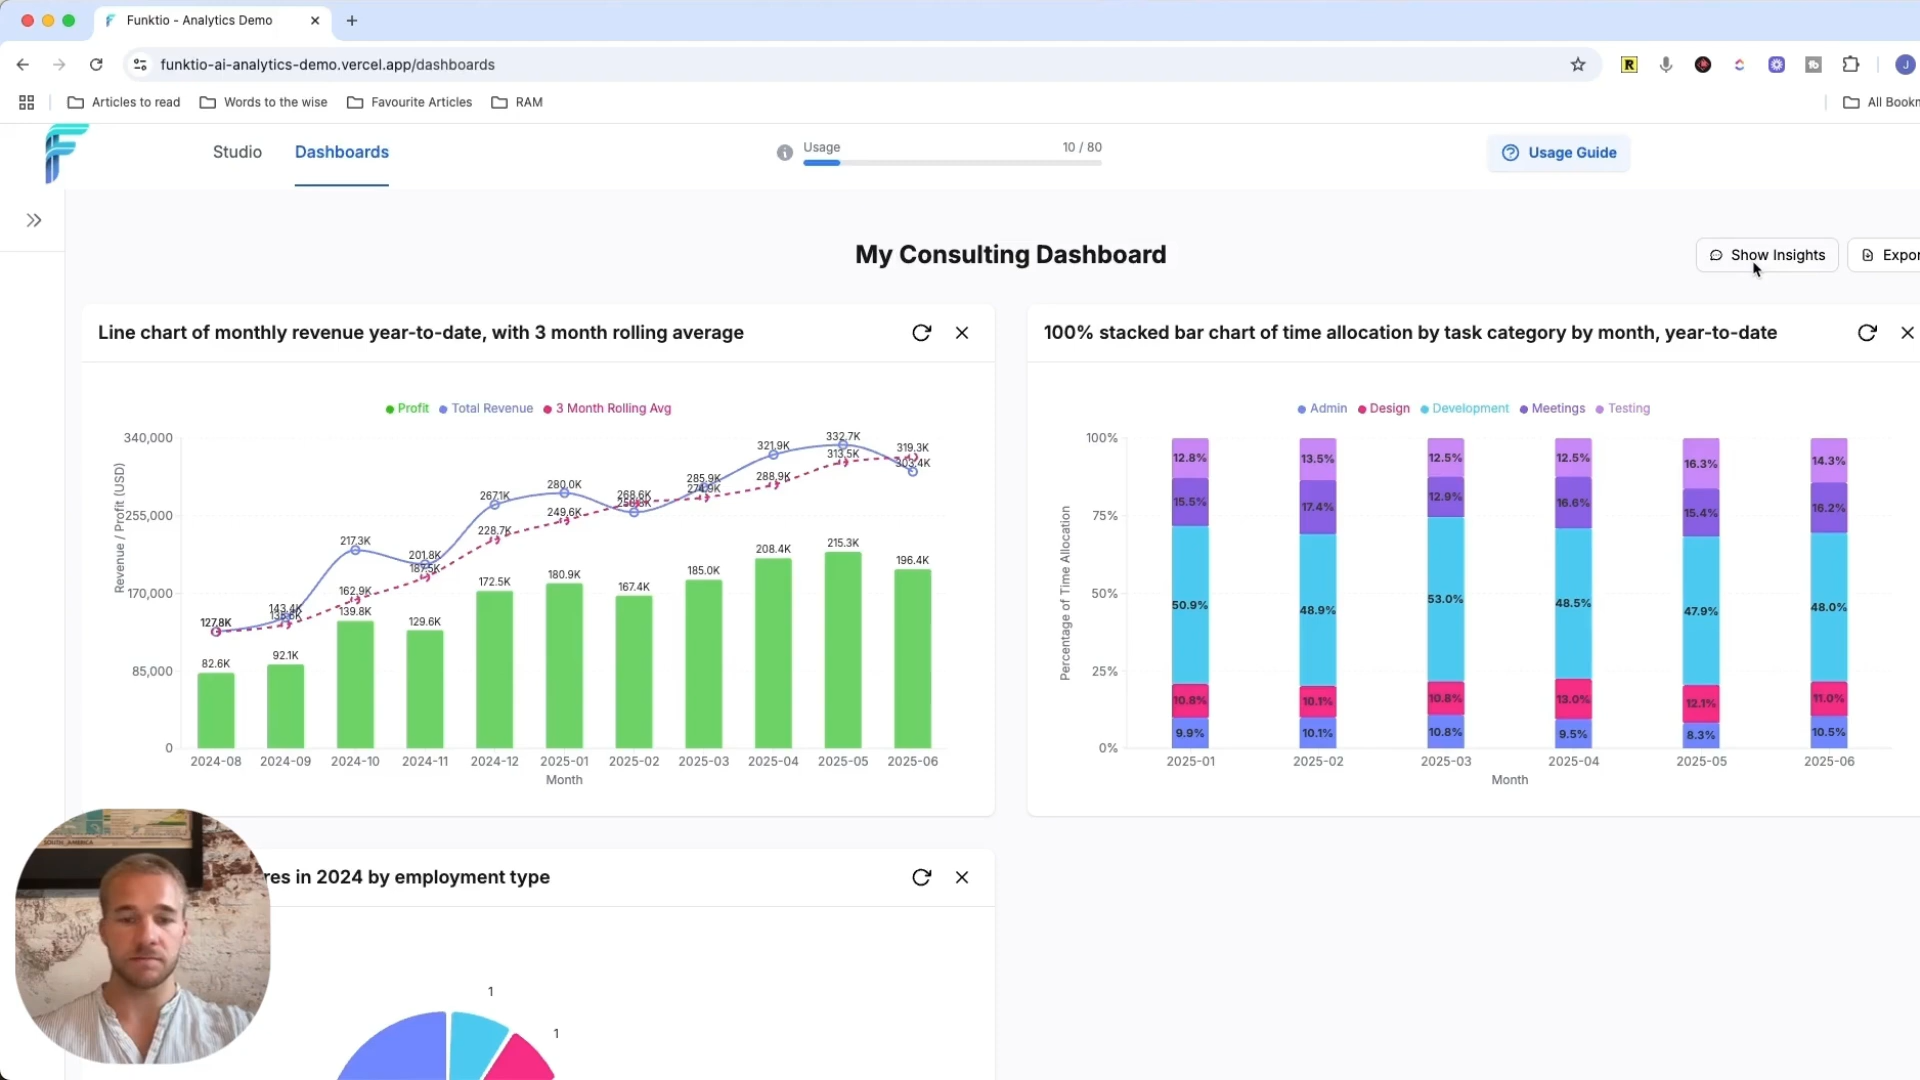 Funktio - Analytics Demo
funktio-ai-analytics-demo.vercel.app/dashboards
R
J
Articles to read
Words to the wise
Favourite Articles
RAM
All Bookm
Studio
Dashboards
Usage
10 / 80
Usage Guide
My Consulting Dashboard
Show Insights
Expor
Line chart of monthly revenue year-to-date, with 3 month rolling average
Profit
Total Revenue
3 Month Rolling Avg
Revenue / Profit (USD)
340,000
255,000
170,000
85,000
0
127.8K
143.4K
217.3K
201.8K
267.1K
280.0K
268.6K
285.9K
321.9K
332.7K
303.4K
162.9K
187.5K
228.7K
249.6K
274.9K
288.9K
313.5K
319.3K
82.6K
92.1K
139.8K
129.6K
172.5K
180.9K
167.4K
185.0K
208.4K
215.3K
196.4K
2024-08
2024-09
2024-10
2024-11
2024-12
2025-01
2025-02
2025-03
2025-04
2025-05
2025-06
Month
100% stacked bar chart of time allocation by task category by month, year-to-date
Admin
Design
Development
Meetings
Testing
Percentage of Time Allocation
100%
75%
50%
25%
0%
12.8%
13.5%
12.5%
12.5%
16.3%
14.3%
15.5%
17.4%
12.9%
16.6%
15.4%
16.2%
50.9%
48.9%
53.0%
48.5%
47.9%
48.0%
10.8%
10.1%
10.8%
13.0%
12.1%
11.0%
9.9%
10.1%
10.8%
9.5%
8.3%
10.5%
2025-01
2025-02
2025-03
2025-04
2025-05
2025-06
Month
res in 2024 by employment type
1
1
SOUTH AMERICA